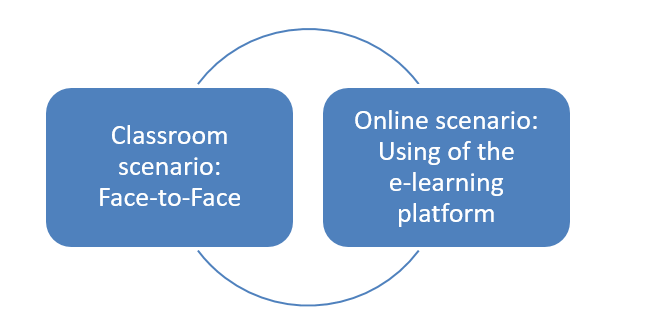 Classroom
scenario:
Face-to-Face
Online scenario:
Using of the
e-learning
platform